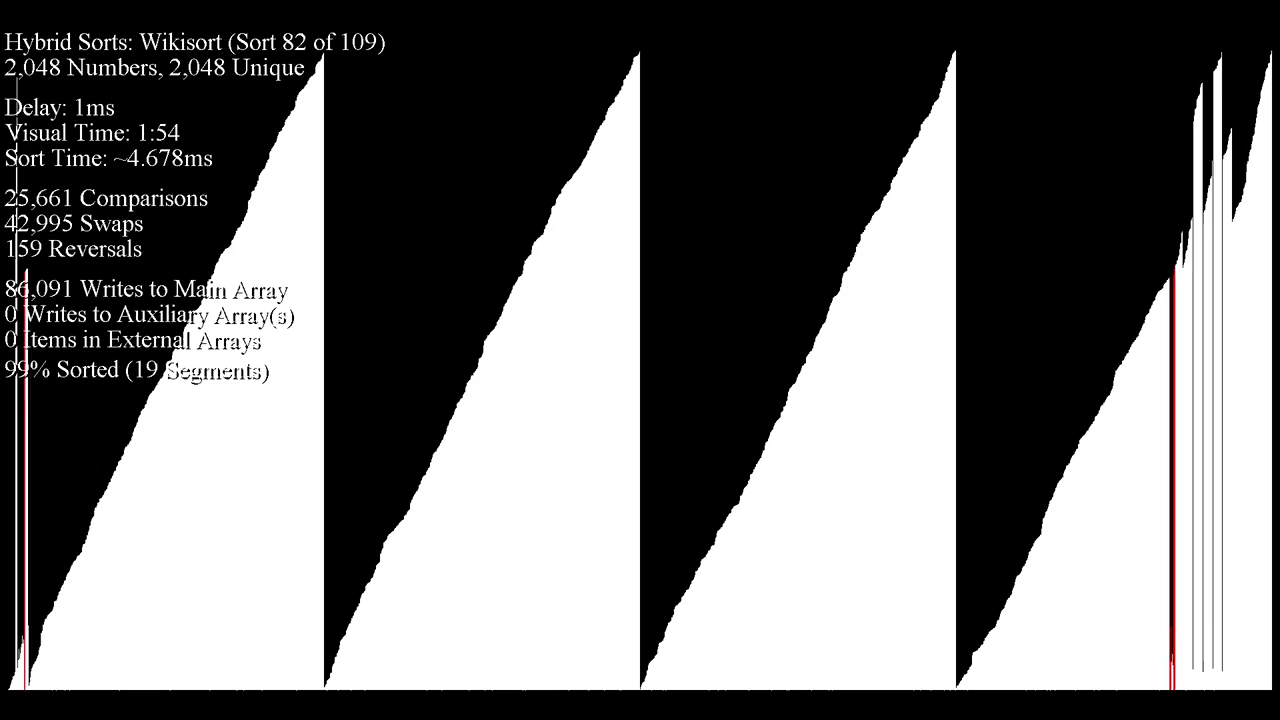 Hybrid Sorts: Wikisort (Sort 82 of 109)
2,048 Numbers, 2,048 Unique
Delay: 1ms
Visual Time: 1:54
Sort Time: ~4.678ms
25,661 Comparisons
42,995 Swaps
159 Reversals
86,091 Writes to Main Array
0 Writes to Auxiliary Array(s)
0 Items in External Arrays
99% Sorted (19 Segments)